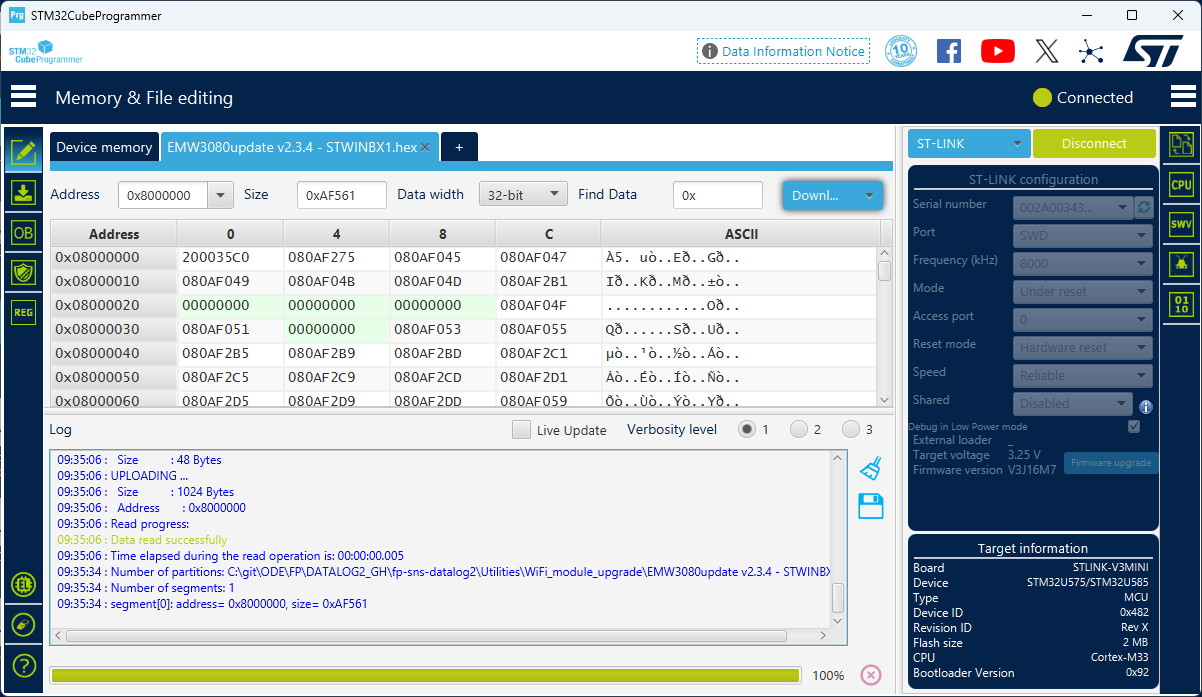 Prg STM32CubeProgrammer
STM32 CubeProgrammer
Data Information Notice
10 YEARS
Memory & File editing
Connected
Device memory EMW3080update v2.3.4 - STWINBX1.hex × +
Address 0x8000000 Size 0xAF561 Data width 32-bit Find Data 0x Downl...
Address 0 4 8 C ASCII
0x08000000 200035C0 080AF275 080AF045 080AF047 À5. uò..Eð..Gð..
0x08000010 080AF049 080AF04B 080AF04D 080AF2B1 Ið..Kð..Mð..±ò..
0x08000020 00000000 00000000 00000000 080AF04F ............Oð..
0x08000030 080AF051 00000000 080AF053 080AF055 Qð......Sð..Uð..
0x08000040 080AF2B5 080AF2B9 080AF2BD 080AF2C1 µò..¹ò..½ò..Áò..
0x08000050 080AF2C5 080AF2C9 080AF2CD 080AF2D1 Åò..Éò..Íò..Ñò..
0x08000060 080AF2D5 080AF2D9 080AF2DD 080AF059 Õò..Ùò..Ýò..Yð..
Log Live Update Verbosity level 1 2 3
09:35:06 : Size : 48 Bytes
09:35:06 : UPLOADING ...
09:35:06 : Size : 1024 Bytes
09:35:06 : Address : 0x8000000
09:35:06 : Read progress:
09:35:06 : Data read successfully
09:35:06 : Time elapsed during the read operation is: 00:00:00.005
09:35:34 : Number of partitions: C:\git\ODE\FP\DATALOG2_GH\fp-sns-datalog2\Utilities\WiFi_module_upgrade\EMW3080update v2.3.4 - STWINBX
09:35:34 : Number of segments: 1
09:35:34 : segment[0]: address= 0x8000000, size= 0xAF561
100%
OB
REG
ST-LINK Disconnect
ST-LINK configuration
Serial number 002A00343...
Port SWD
Frequency (kHz) 8000
Mode Under reset
Access port 0
Reset mode Hardware reset
Speed Reliable
Shared Disabled
Debug in Low Power mode
External loader _
Target voltage 3.25 V
Firmware version V3J16M7 Firmware upgrade
Target information
Board STLINK-V3MINI
Device STM32U575/STM32U585
Type MCU
Device ID 0x482
Revision ID Rev X
Flash size 2 MB
CPU Cortex-M33
Bootloader Version 0x92
CPU
SWV
01
10